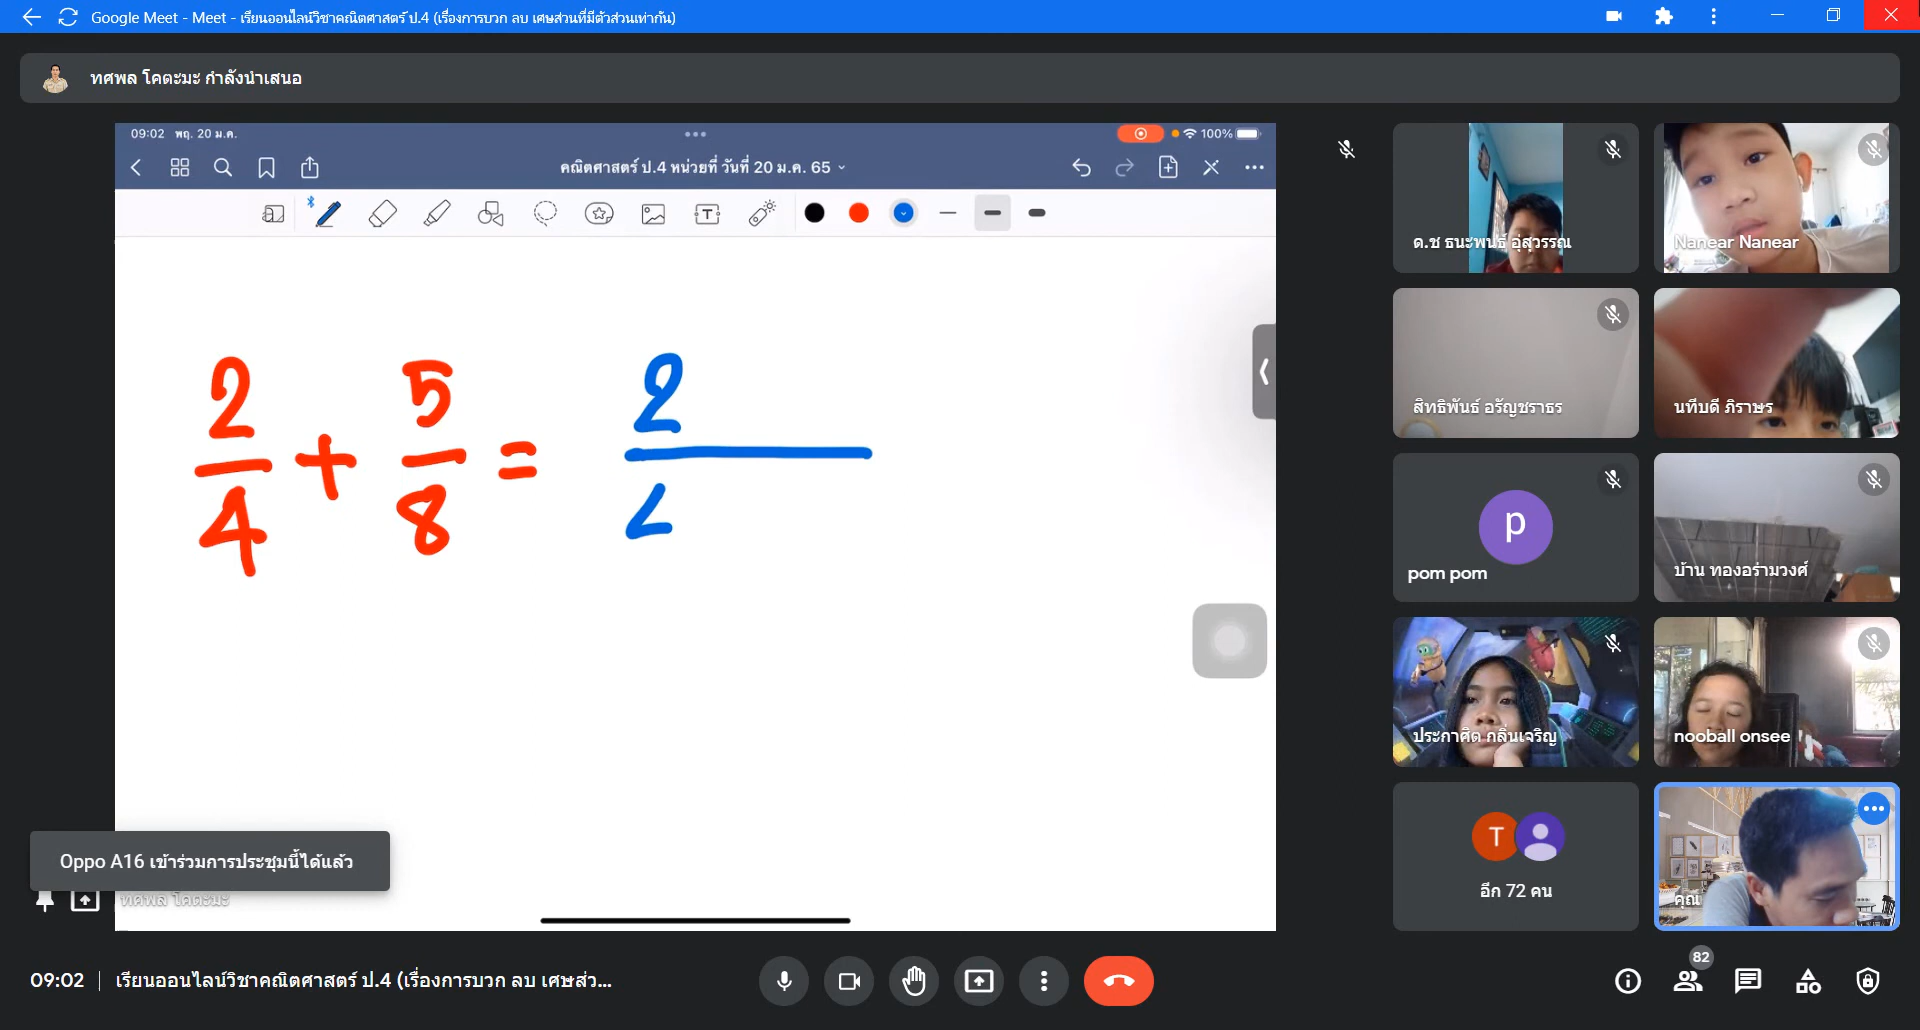 Google Meet - Meet - เรียนออนไลน์วิชาคณิตศาสตร์ ป.4 (เรื่องการบวก ลบ เศษส่วนที่มีตัวส่วนเท่ากัน)
ทศพล โคตะมะ กำลังนำเสนอ
09:02 พฤ. 20 ม.ค.
100%
คณิตศาสตร์ ป.4 หน่วยที่ วันที่ 20 ม.ค. 65
T
2 5 2
+ =
4 8
ด.ช ธนะพนธ์ อุ่สุวรรณ
Nanear Nanear
สิทธิพันธ์ อรัญชราธร
นทีบดี ภิราษร
p
pom pom
บ้าน ทองอร่ามวงศ์
ประกาศิต กลิ่นเจริญ
nooball onsee
T
อีก 72 คน
คุณ
Oppo A16 เข้าร่วมการประชุมนี้ได้แล้ว
ทศพล โคตะมะ
09:02 | เรียนออนไลน์วิชาคณิตศาสตร์ ป.4 (เรื่องการบวก ลบ เศษส่ว...
82